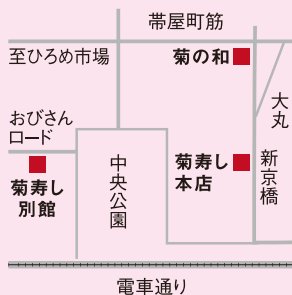 帯屋町筋
至ひろめ市場
菊の和
大丸
おびさん
ロード
菊寿し
別館
中央公園
菊寿し
本店
新京橋
電車通り